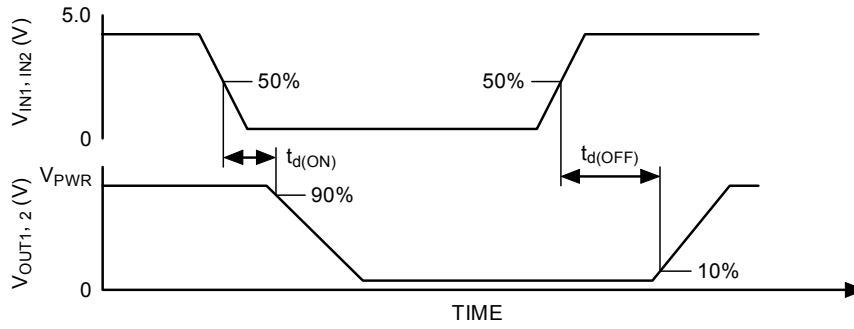 5.0
V_IN1, IN2 (V)
50%
50%
0
t_d(ON)
t_d(OFF)
V_PWR
90%
V_OUT1, 2 (V)
10%
0
TIME